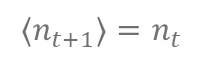 ⟨n_{t+1}⟩ = n_t